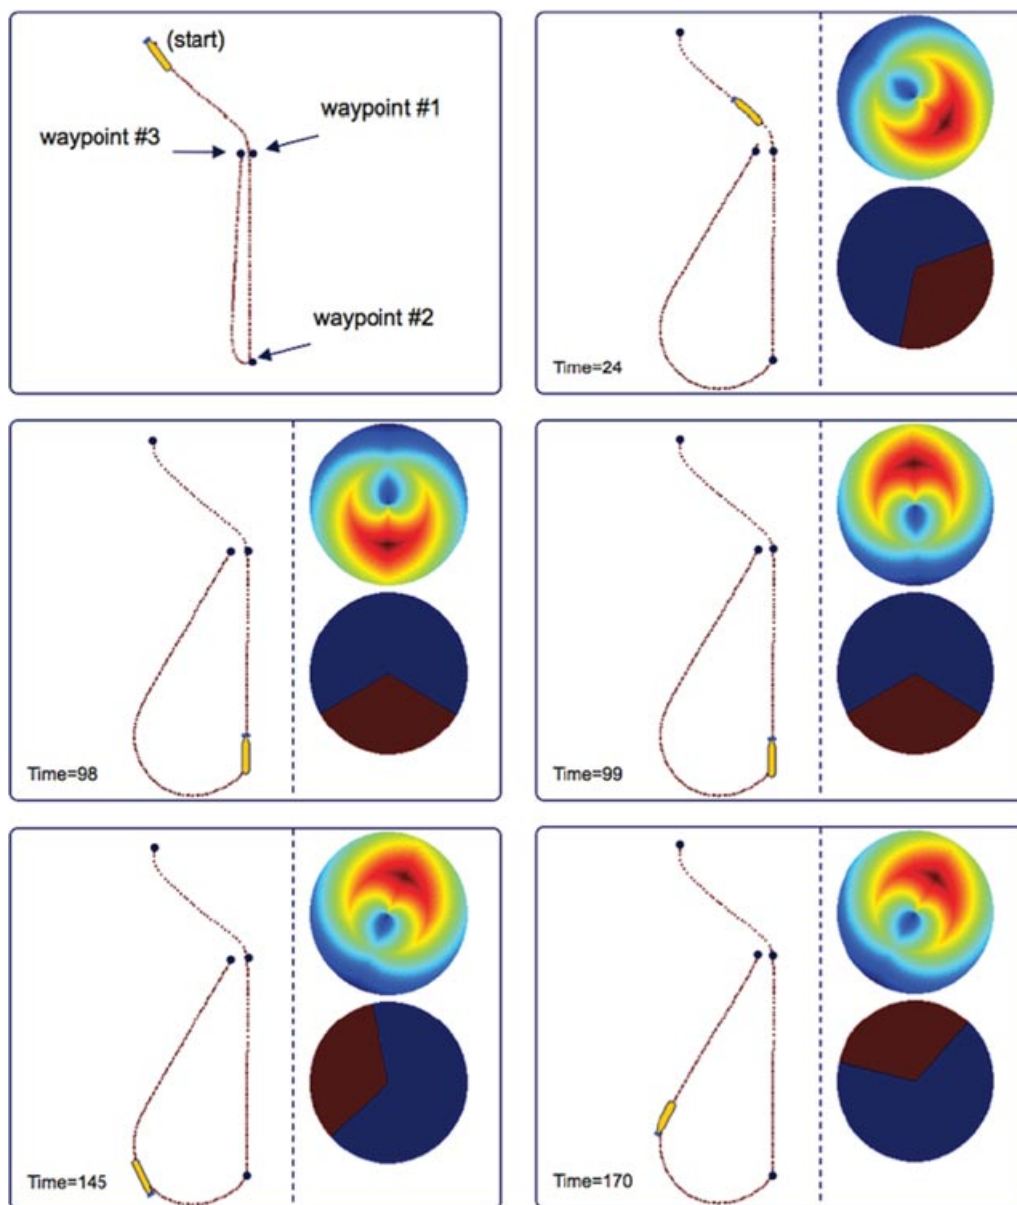 (start)
waypoint #1
waypoint #3
waypoint #2
Time=24
Time=98
Time=99
Time=145
Time=170